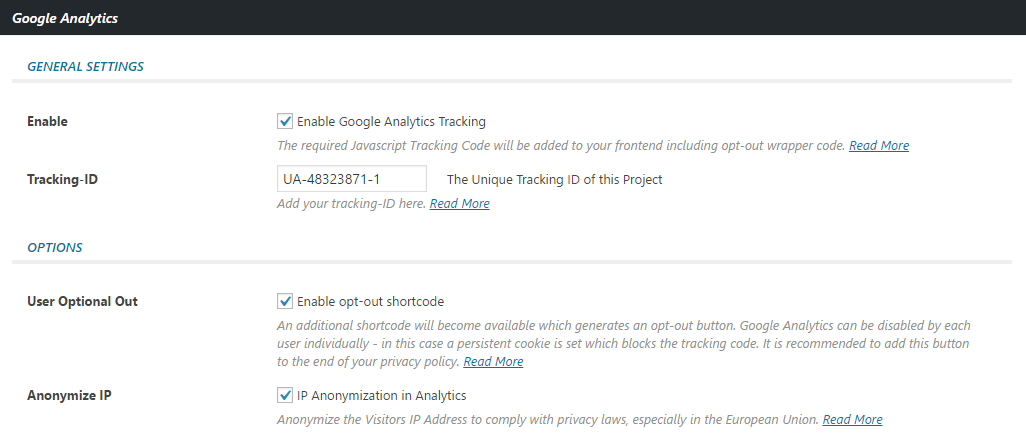 Google Analytics
GENERAL SETTINGS
Enable
Enable Google Analytics Tracking
The required Javascript Tracking Code will be added to your frontend including opt-out wrapper code. Read More
Tracking-ID
UA-48323871-1
The Unique Tracking ID of this Project
Add your tracking-ID here. Read More
OPTIONS
User Optional Out
Enable opt-out shortcode
An additional shortcode will become available which generates an opt-out button. Google Analytics can be disabled by each
user individually - in this case a persistent cookie is set which blocks the tracking code. It is recommended to add this button
to the end of your privacy policy. Read More
Anonymize IP
IP Anonymization in Analytics
Anonymize the Visitors IP Address to comply with privacy laws, especially in the European Union. Read More